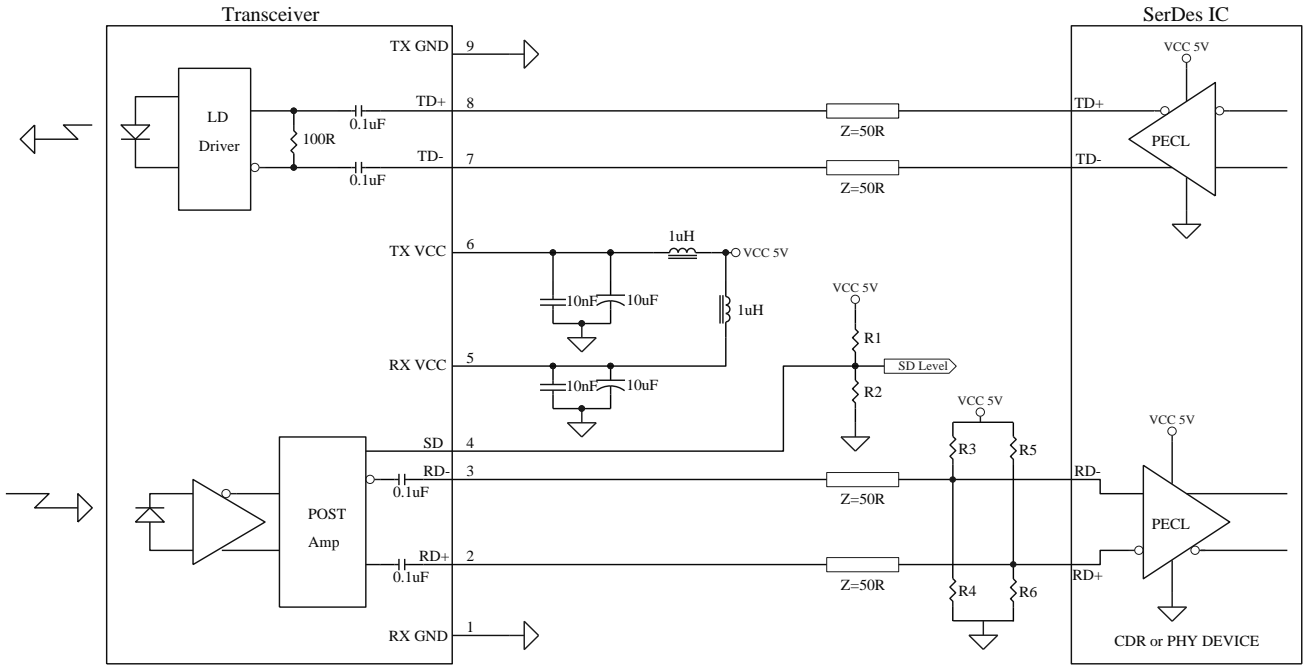 Transceiver
SerDes IC
TX GND 9
VCC 5V
LD
Driver
100R
0.1uF
TD+ 8
Z=50R
TD+
PECL
0.1uF
TD- 7
Z=50R
TD-
TX VCC 6
1uH
VCC 5V
10nF 10uF
1uH
VCC 5V
R1
RX VCC 5
SD Level
10nF 10uF
R2
VCC 5V
VCC 5V
SD 4
R3 R5
RD- 3
0.1uF
Z=50R
RD-
POST
Amp
PECL
RD+ 2
0.1uF
Z=50R
RD+
R4 R6
RX GND 1
CDR or PHY DEVICE